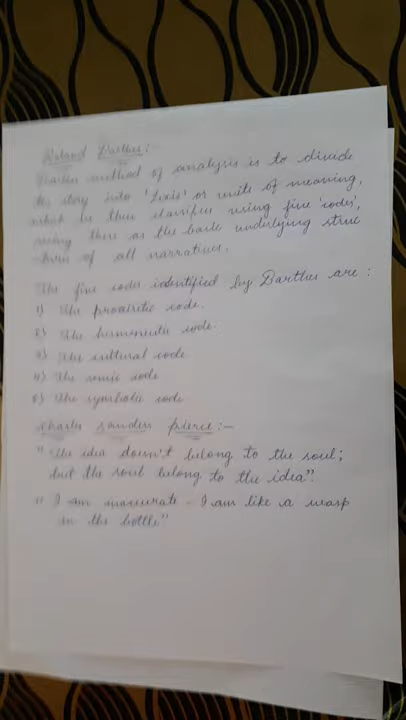 Roland Barthes:-
Barthes method of analysis is to divide
the story into 'Lexis' or units of meaning,
which he then classifies using five 'codes',
seeing these as the basic underlying struc
-ture of all narratives.
The five codes identified by Barthes are :
1) The proairetic code.
2) The hermeneutic code.
3) The cultural code
4) The semic code
5) The symbolic code
Charles Sanders pierce :-
" The idea doesn't belong to the soul;
but the soul belong to the idea".
" I am inaccurate - I am like a wasp
in the bottle"